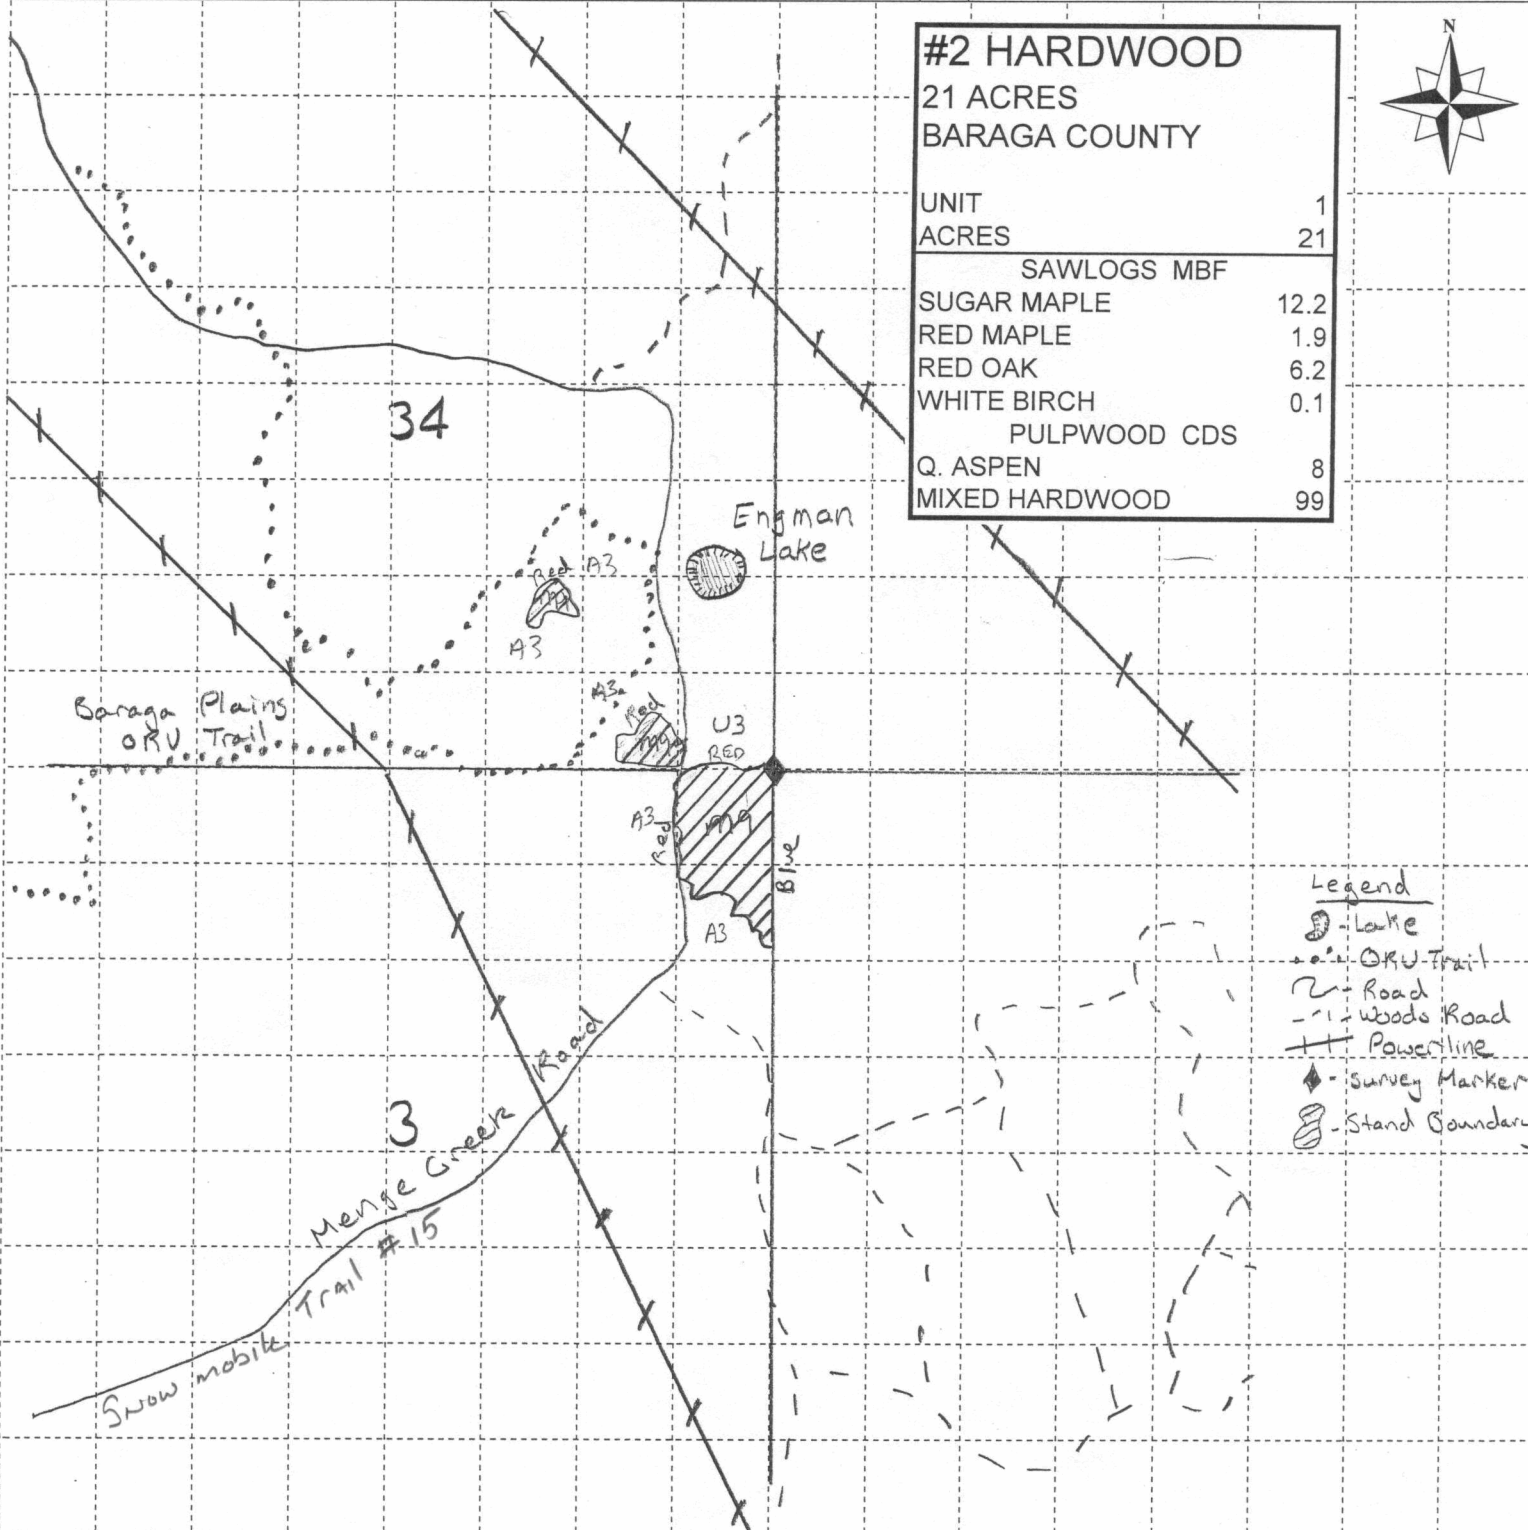 N
#2 HARDWOOD
21 ACRES
BARAGA COUNTY
UNIT 1
ACRES 21
SAWLOGS MBF
SUGAR MAPLE 12.2
RED MAPLE 1.9
RED OAK 6.2
WHITE BIRCH 0.1
PULPWOOD CDS
Q. ASPEN 8
MIXED HARDWOOD 99
34
Engman
Lake
Red
A3
M9
A3
Baraga Plains
ORV Trail
A3
Red
M9
U3
RED
A3
Red
M9
Blue
A3
Legend
- Lake
- ORV Trail
- Road
- Woods Road
Powerline
- Survey Marker
- Stand Boundary
3
Menge Creek Road
Snowmobile Trail #15